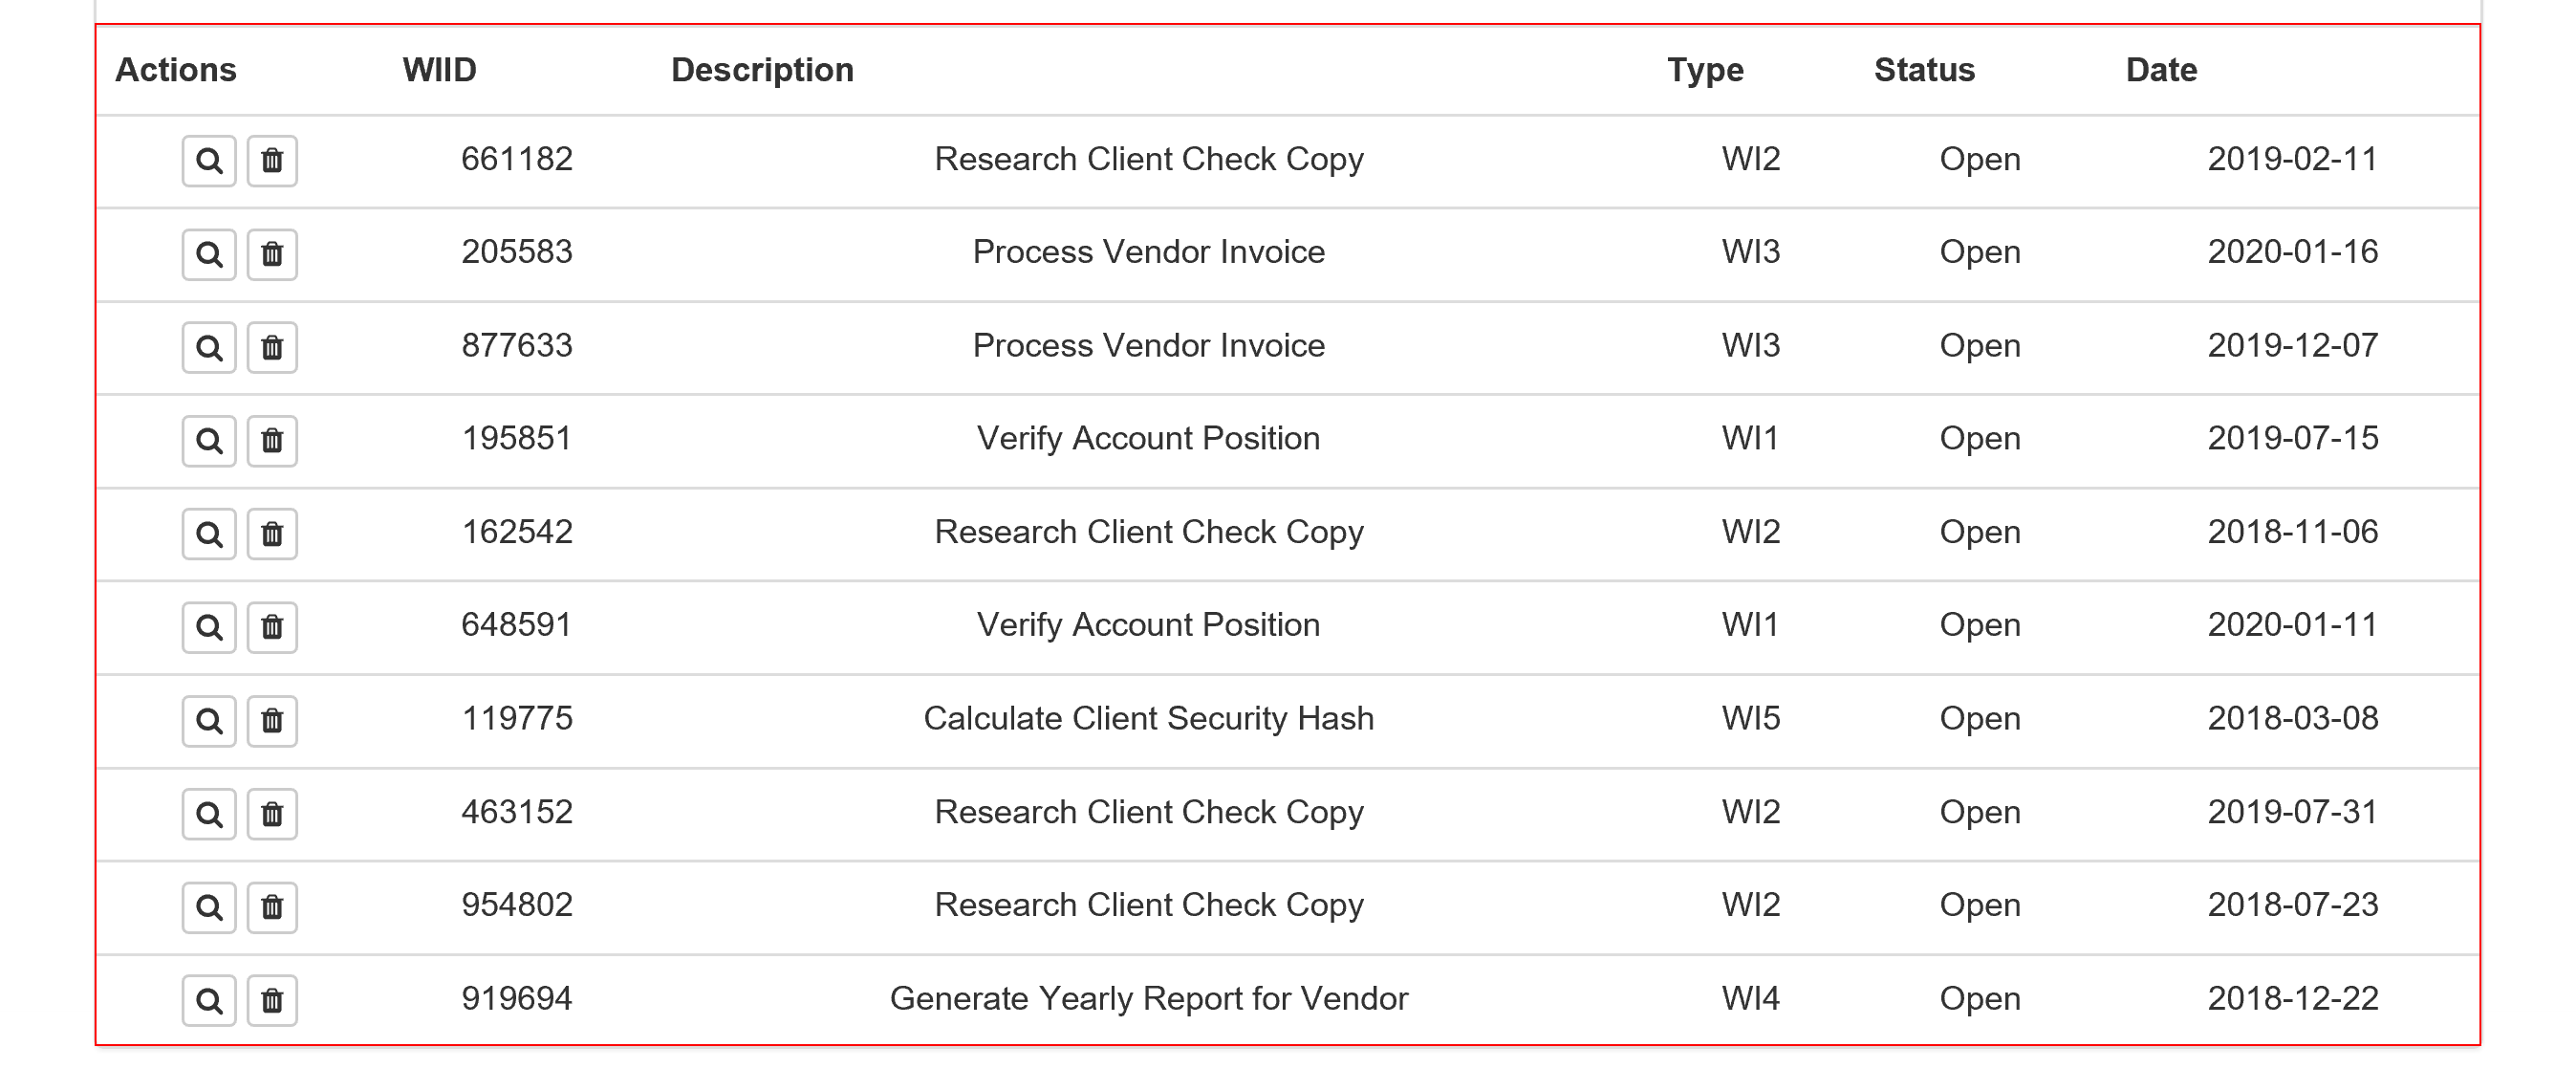 Actions WIID Description Type Status Date
661182 Research Client Check Copy WI2 Open 2019-02-11
205583 Process Vendor Invoice WI3 Open 2020-01-16
877633 Process Vendor Invoice WI3 Open 2019-12-07
195851 Verify Account Position WI1 Open 2019-07-15
162542 Research Client Check Copy WI2 Open 2018-11-06
648591 Verify Account Position WI1 Open 2020-01-11
119775 Calculate Client Security Hash WI5 Open 2018-03-08
463152 Research Client Check Copy WI2 Open 2019-07-31
954802 Research Client Check Copy WI2 Open 2018-07-23
919694 Generate Yearly Report for Vendor WI4 Open 2018-12-22